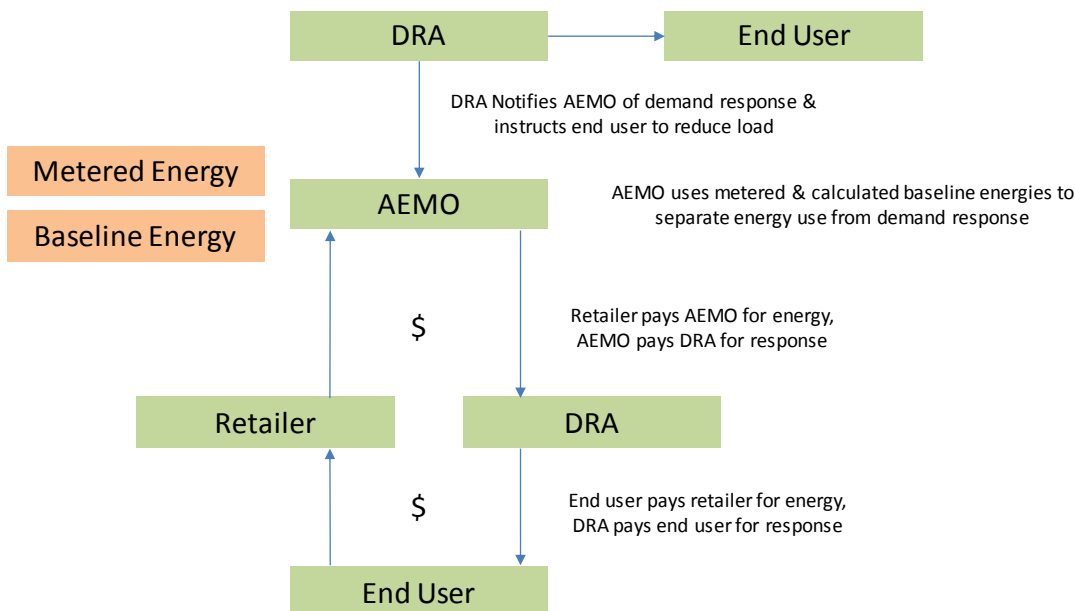 DRA
End User
DRA Notifies AEMO of demand response &
instructs end user to reduce load
Metered Energy
Baseline Energy
AEMO
AEMO uses metered & calculated baseline energies to
separate energy use from demand response
$
Retailer pays AEMO for energy,
AEMO pays DRA for response
Retailer
DRA
$
End user pays retailer for energy,
DRA pays end user for response
End User